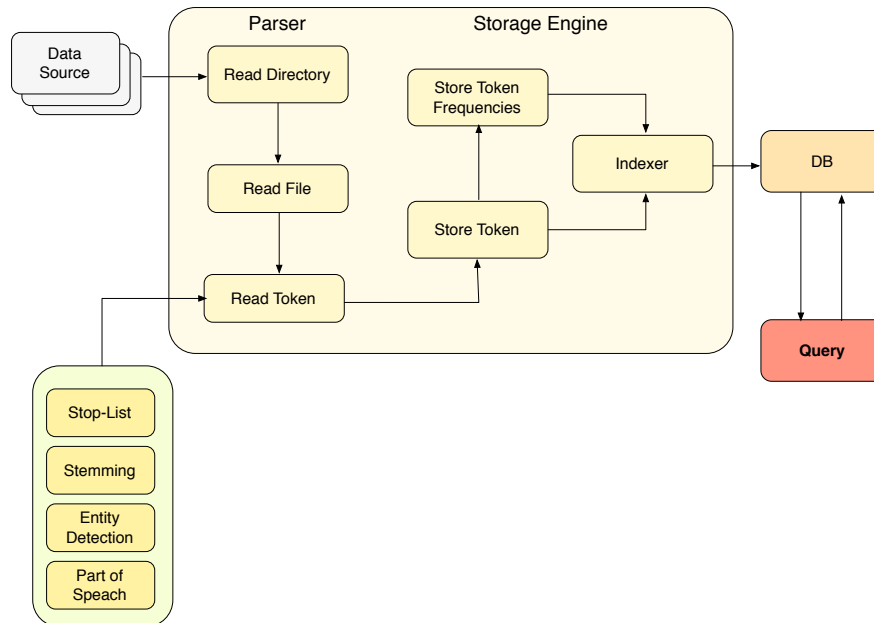 Parser
Storage Engine
Data
Source
Read Directory
Store Token
Frequencies
Indexer
DB
Read File
Store Token
Read Token
Query
Stop-List
Stemming
Entity
Detection
Part of
Speach